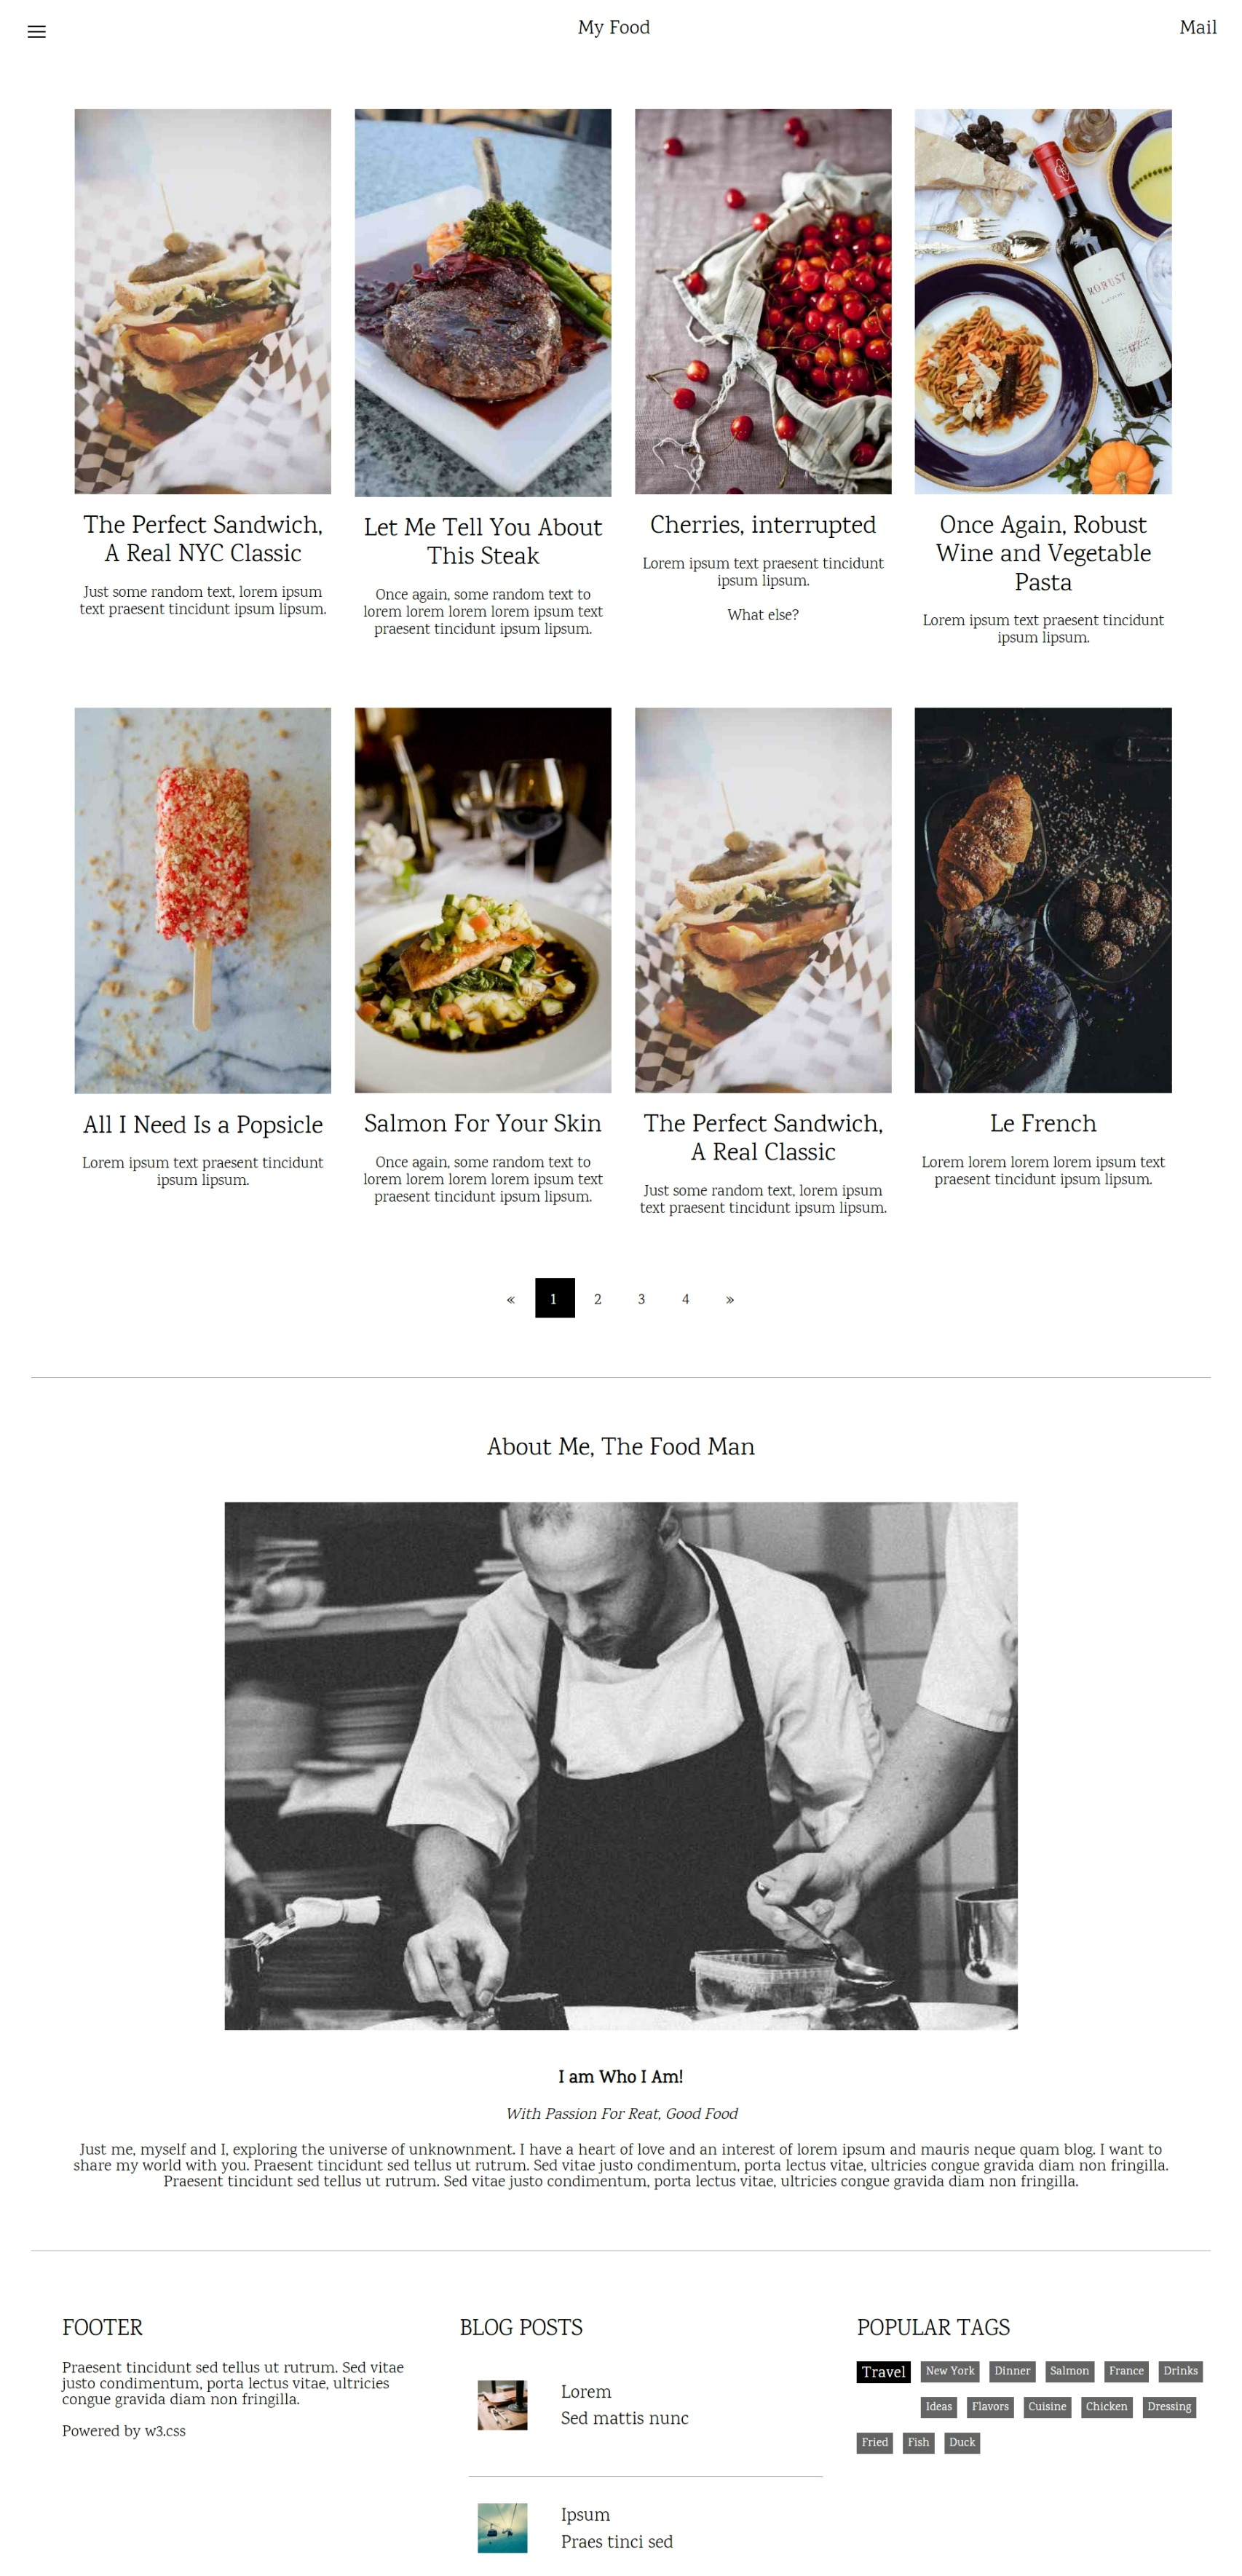 My Food
Mail
The Perfect Sandwich,
A Real NYC Classic
Just some random text, lorem ipsum
text praesent tincidunt ipsum lipsum.
Let Me Tell You About
This Steak
Once again, some random text to
lorem lorem lorem lorem ipsum text
praesent tincidunt ipsum lipsum.
Cherries, interrupted
Lorem ipsum text praesent tincidunt
ipsum lipsum.
What else?
ROBUST
Once Again, Robust
Wine and Vegetable
Pasta
Lorem ipsum text praesent tincidunt
ipsum lipsum.
All I Need Is a Popsicle
Lorem ipsum text praesent tincidunt
ipsum lipsum.
Salmon For Your Skin
Once again, some random text to
lorem lorem lorem lorem ipsum text
praesent tincidunt ipsum lipsum.
The Perfect Sandwich,
A Real Classic
Just some random text, lorem ipsum
text praesent tincidunt ipsum lipsum.
Le French
Lorem lorem lorem lorem ipsum text
praesent tincidunt ipsum lipsum.
« 1 2 3 4 »
About Me, The Food Man
I am Who I Am!
With Passion For Reat, Good Food
Just me, myself and I, exploring the universe of unknownment. I have a heart of love and an interest of lorem ipsum and mauris neque quam blog. I want to
share my world with you. Praesent tincidunt sed tellus ut rutrum. Sed vitae justo condimentum, porta lectus vitae, ultricies congue gravida diam non fringilla.
Praesent tincidunt sed tellus ut rutrum. Sed vitae justo condimentum, porta lectus vitae, ultricies congue gravida diam non fringilla.
FOOTER
Praesent tincidunt sed tellus ut rutrum. Sed vitae
justo condimentum, porta lectus vitae, ultricies
congue gravida diam non fringilla.
Powered by w3.css
BLOG POSTS
Lorem
Sed mattis nunc
Ipsum
Praes tinci sed
POPULAR TAGS
Travel New York Dinner Salmon France Drinks
Ideas Flavors Cuisine Chicken Dressing
Fried Fish Duck